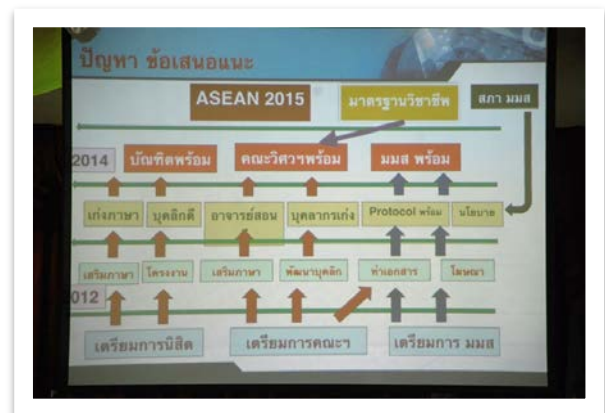 ปัญหา ข้อเสนอแนะ
ASEAN 2015 มาตรฐานวิชาชีพ สภา มมส
2014 บัณฑิตพร้อม คณะวิศวฯพร้อม มมส พร้อม
เก่งภาษา บุคลิกดี อาจารย์สอน บุคลากรเก่ง Protocol พร้อม นโยบาย
เสริมภาษา โครงงาน เสริมภาษา พัฒนาบุคลิก ทำเอกสาร โฆษณา
012
เตรียมการนิสิต เตรียมการคณะฯ เตรียมการ มมส